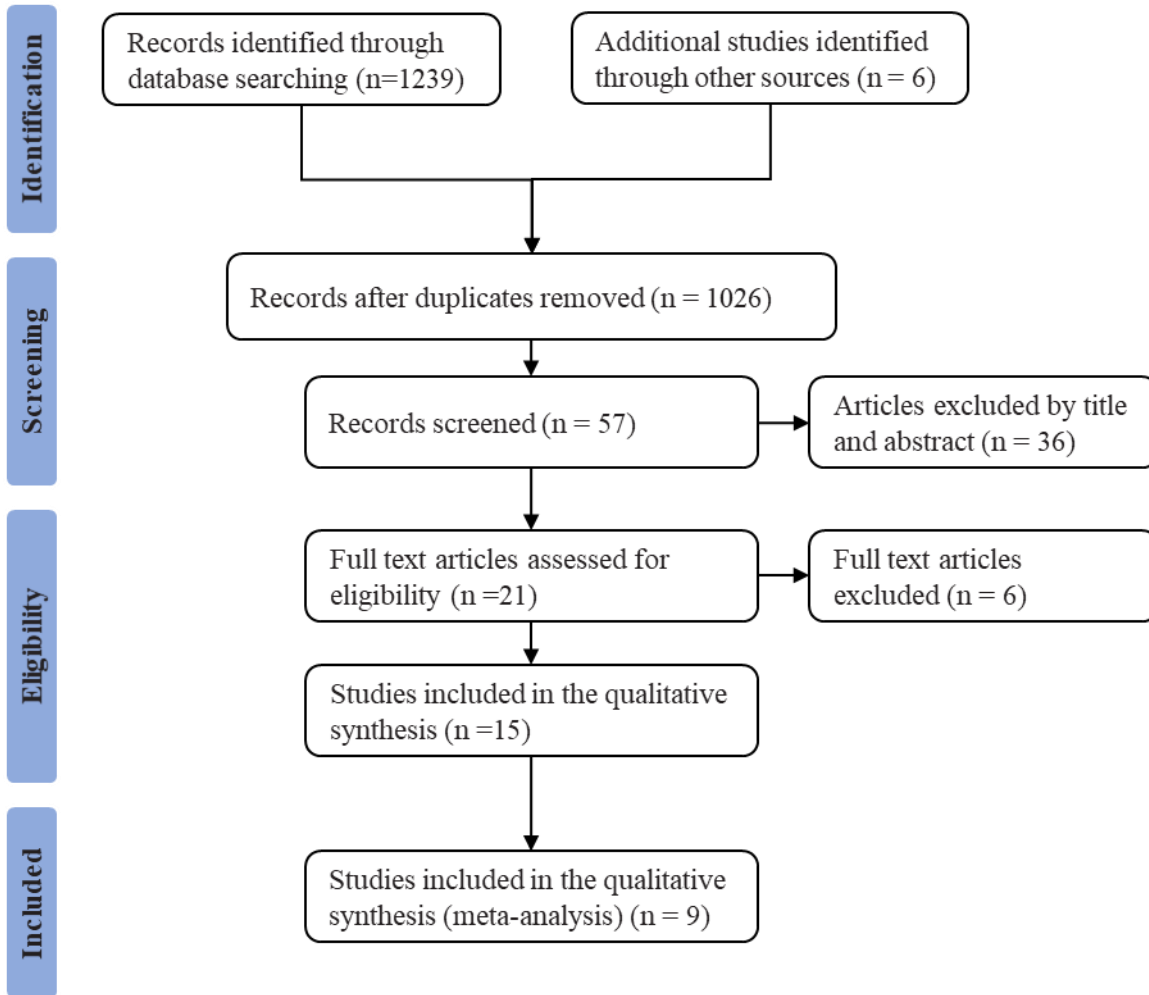 Identification
Records identified through
database searching (n=1239)
Additional studies identified
through other sources (n = 6)
Screening
Records after duplicates removed (n = 1026)
Records screened (n = 57)
Articles excluded by title
and abstract (n = 36)
Eligibility
Full text articles assessed for
eligibility (n =21)
Full text articles
excluded (n = 6)
Studies included in the qualitative
synthesis (n =15)
Included
Studies included in the qualitative
synthesis (meta-analysis) (n = 9)